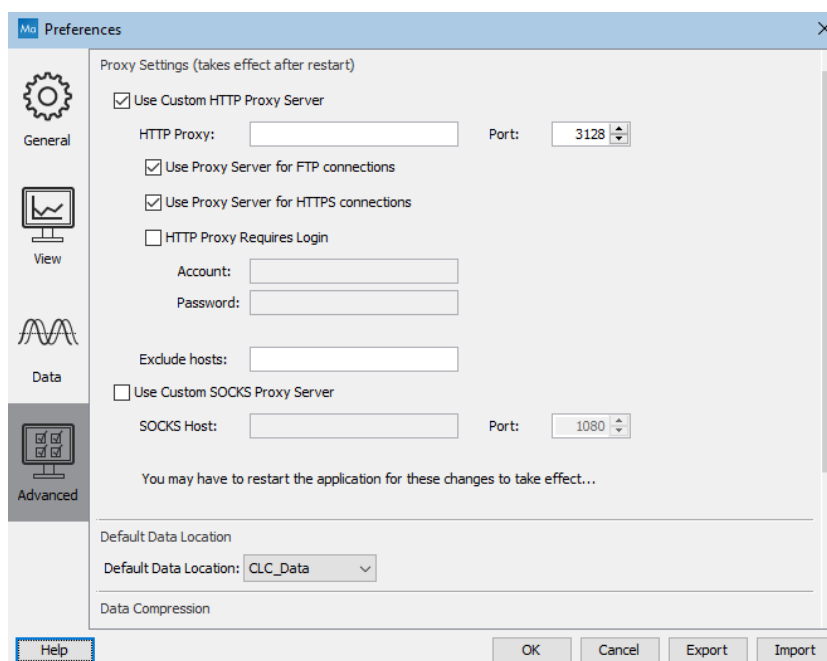 Ma Preferences
General
View
Data
Advanced
Proxy Settings (takes effect after restart)
Use Custom HTTP Proxy Server
HTTP Proxy: Port: 3128
Use Proxy Server for FTP connections
Use Proxy Server for HTTPS connections
HTTP Proxy Requires Login
Account:
Password:
Exclude hosts:
Use Custom SOCKS Proxy Server
SOCKS Host: Port: 1080
You may have to restart the application for these changes to take effect...
Default Data Location
Default Data Location: CLC_Data
Data Compression
Help OK Cancel Export Import